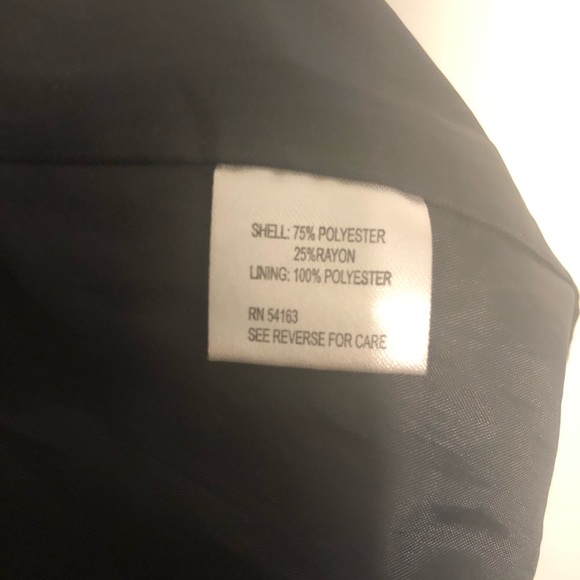 SHELL: 75% POLYESTER
25%RAYON
LINING: 100% POLYESTER
RN 54163
SEE REVERSE FOR CARE